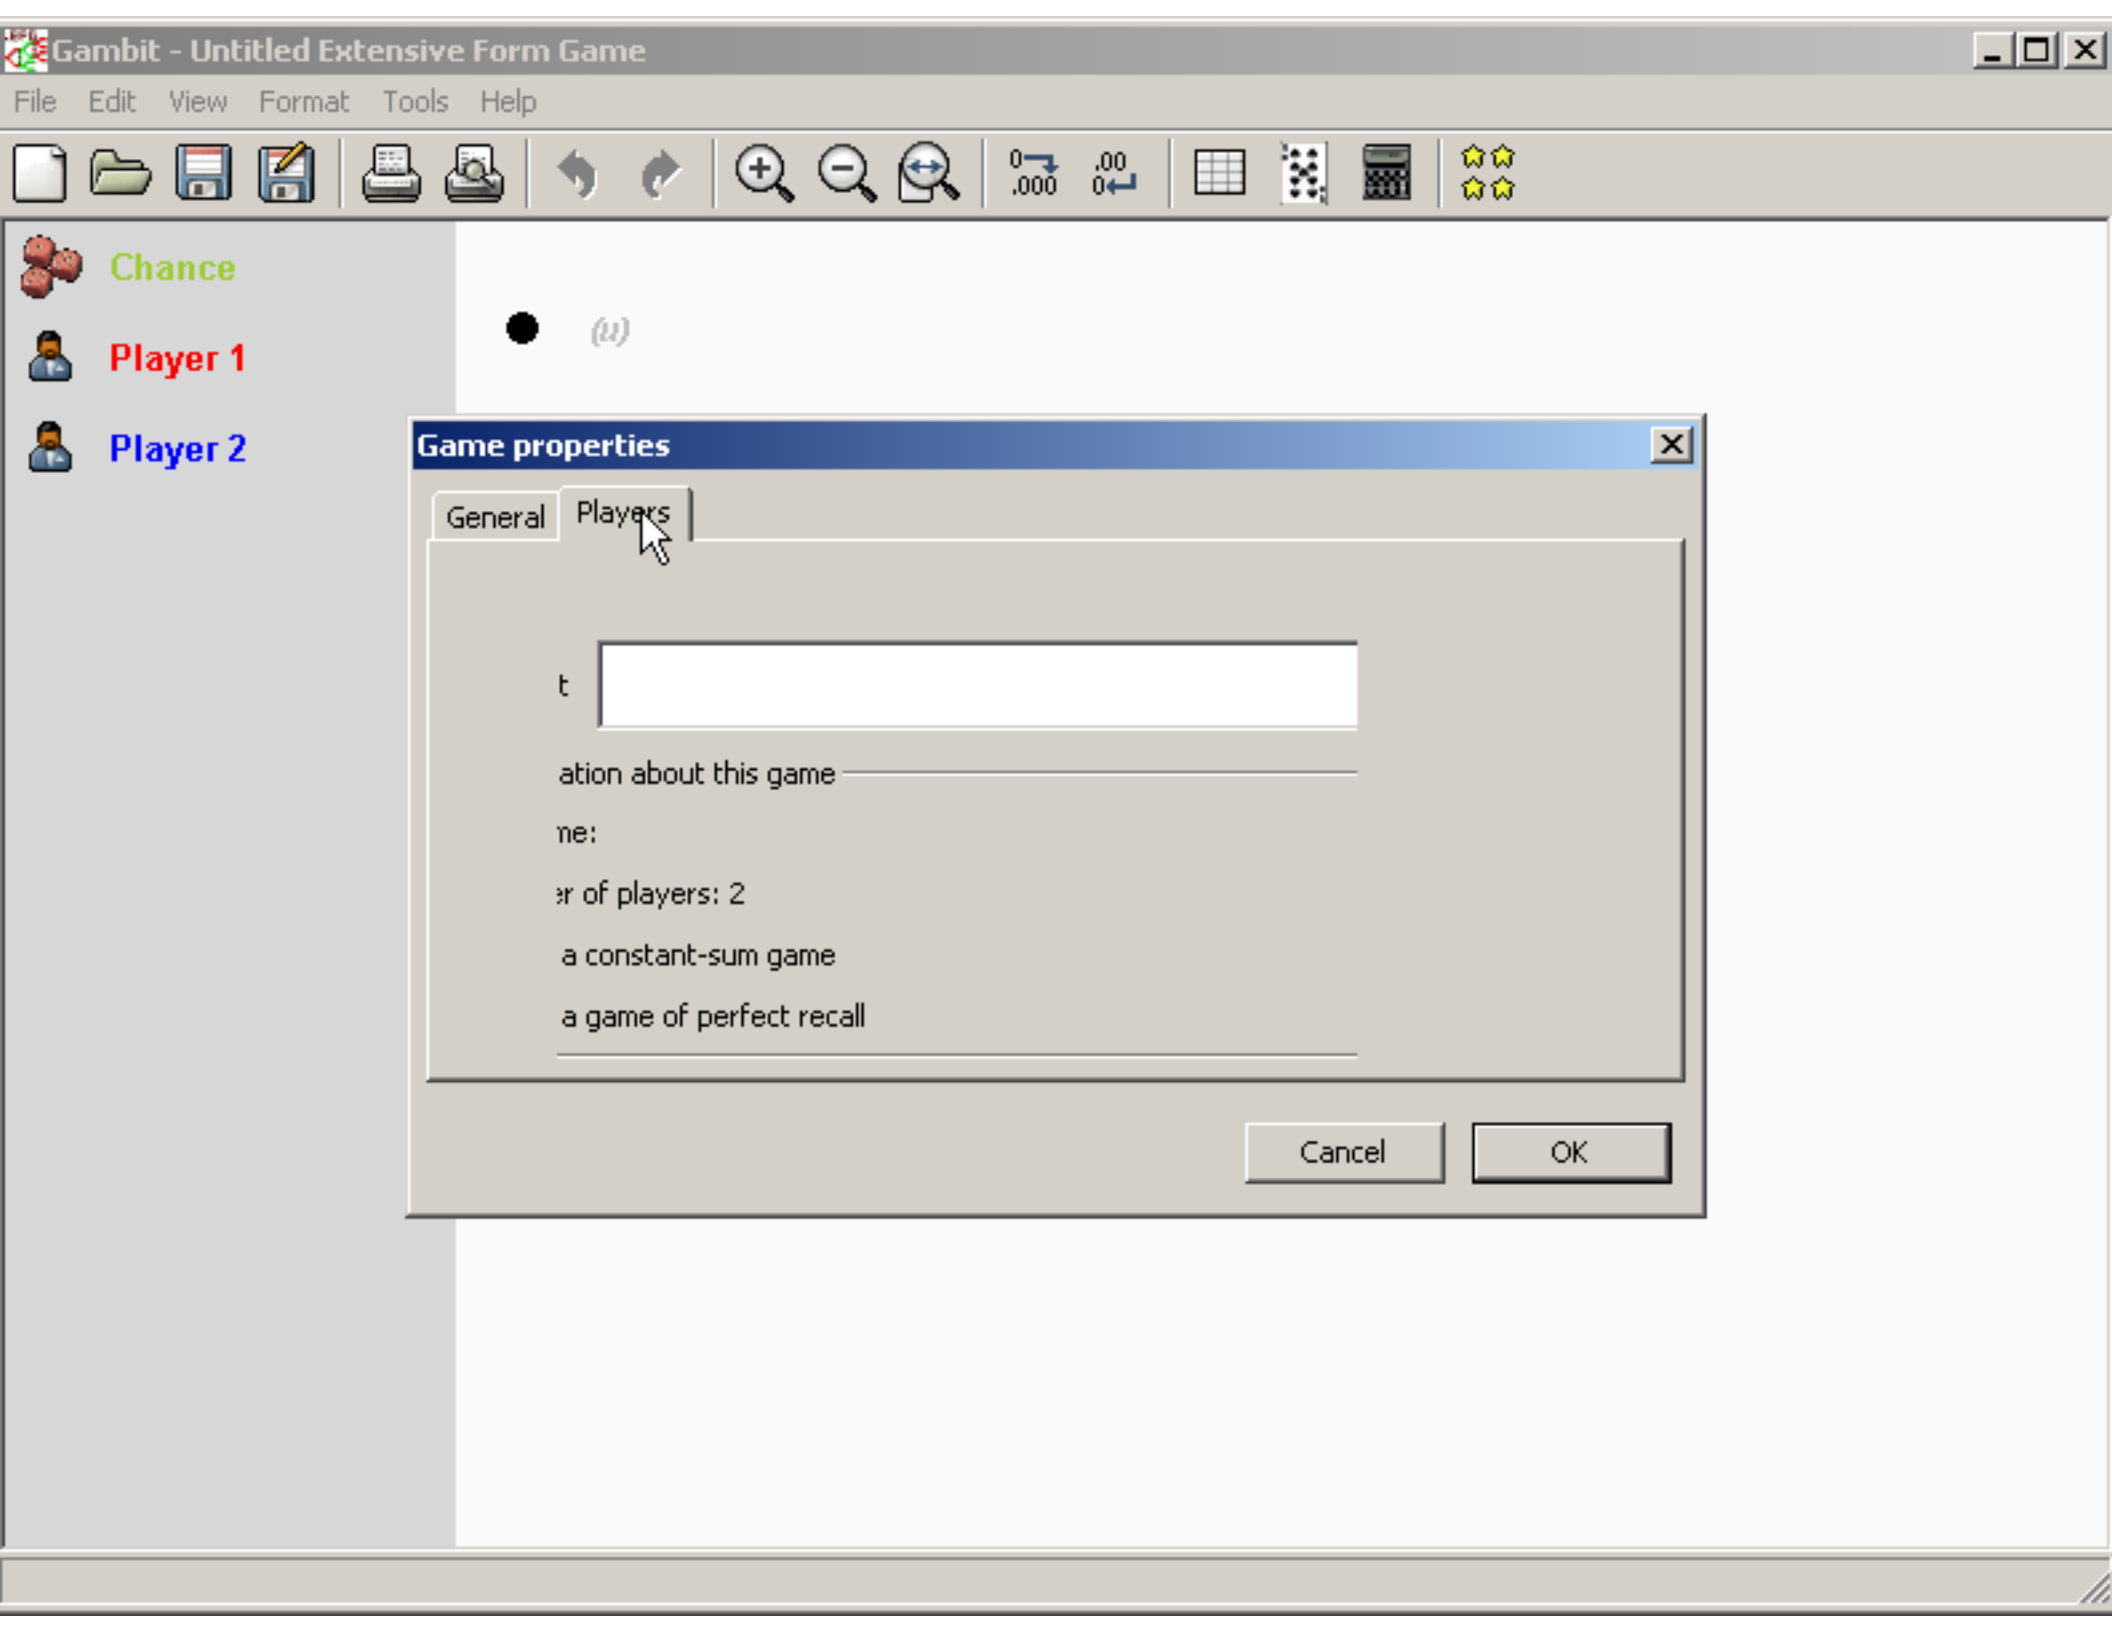 Gambit - Untitled Extensive Form Game
File Edit View Format Tools Help
0 .000 .00 0
Chance
(u)
Player 1
Player 2
Game properties
General Players
t
ation about this game
me:
er of players: 2
a constant-sum game
a game of perfect recall
Cancel OK